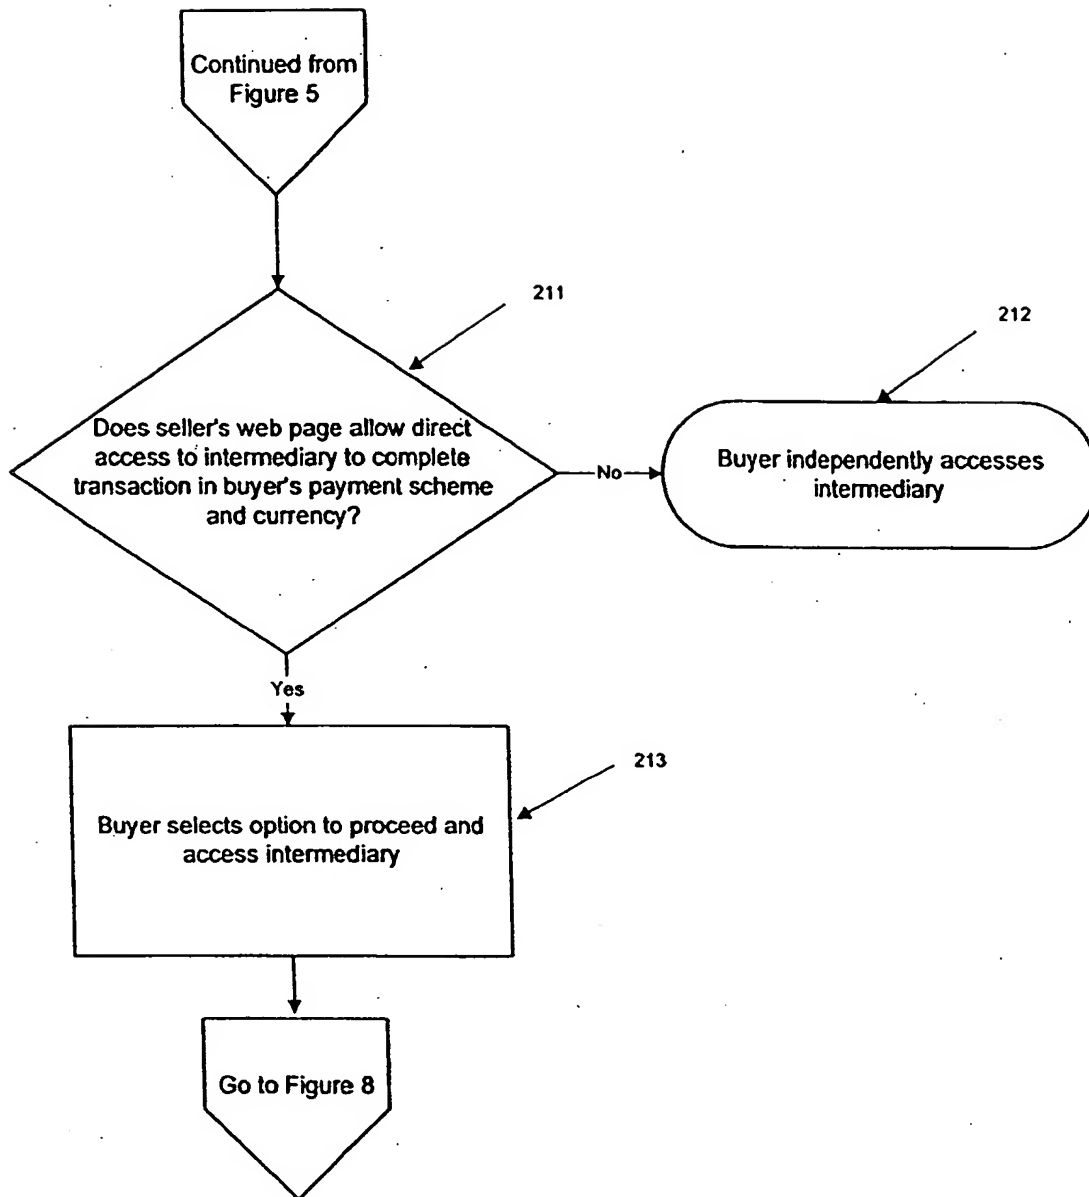 Continued from
Figure 5
211
212
Does seller's web page allow direct
access to intermediary to complete
transaction in buyer's payment scheme
and currency?
No
Buyer independently accesses
intermediary
Yes
213
Buyer selects option to proceed and
access intermediary
Go to Figure 8